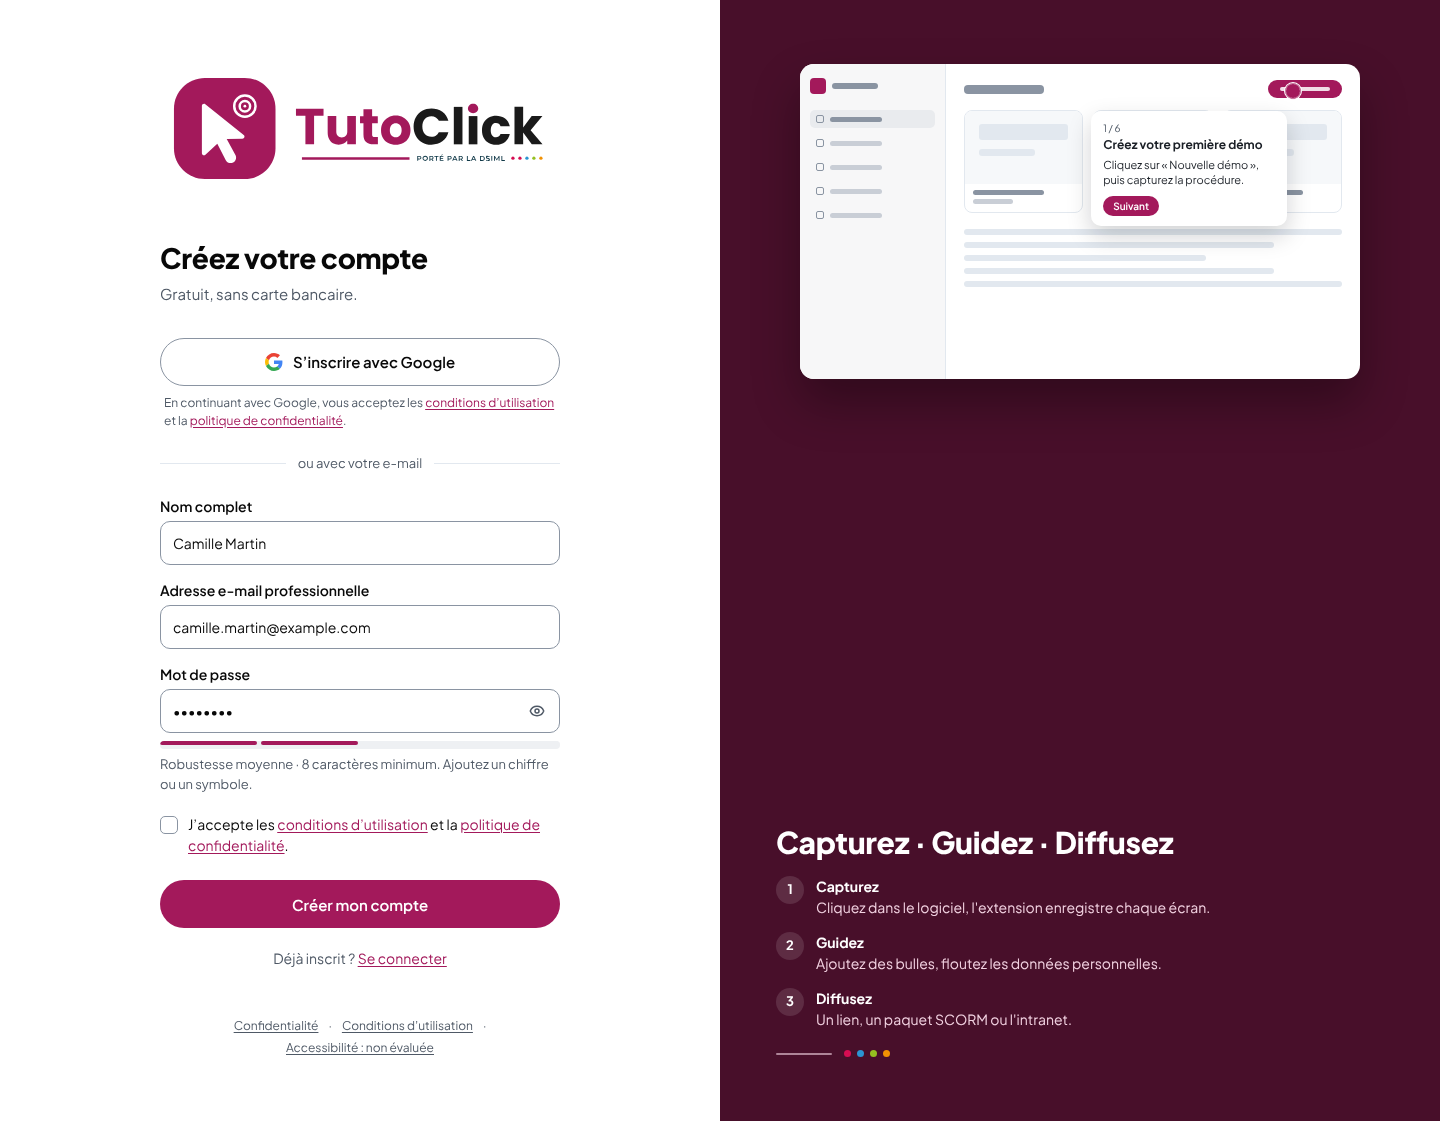 TutoClick
PORTÉ PAR LA DSIML
Créez votre compte
Gratuit, sans carte bancaire.
S’inscrire avec Google
En continuant avec Google, vous acceptez les conditions d’utilisation
et la politique de confidentialité.
ou avec votre e-mail
Nom complet
Camille Martin
Adresse e-mail professionnelle
camille.martin@example.com
Mot de passe
••••••••
Robustesse moyenne · 8 caractères minimum. Ajoutez un chiffre
ou un symbole.
J’accepte les conditions d’utilisation et la politique de
confidentialité.
Créer mon compte
Déjà inscrit ? Se connecter
Confidentialité · Conditions d’utilisation ·
Accessibilité : non évaluée
1 / 6
Créez votre première démo
Cliquez sur « Nouvelle démo »,
puis capturez la procédure.
Suivant
Capturez · Guidez · Diffusez
1 Capturez
Cliquez dans le logiciel, l'extension enregistre chaque écran.
2 Guidez
Ajoutez des bulles, floutez les données personnelles.
3 Diffusez
Un lien, un paquet SCORM ou l'intranet.